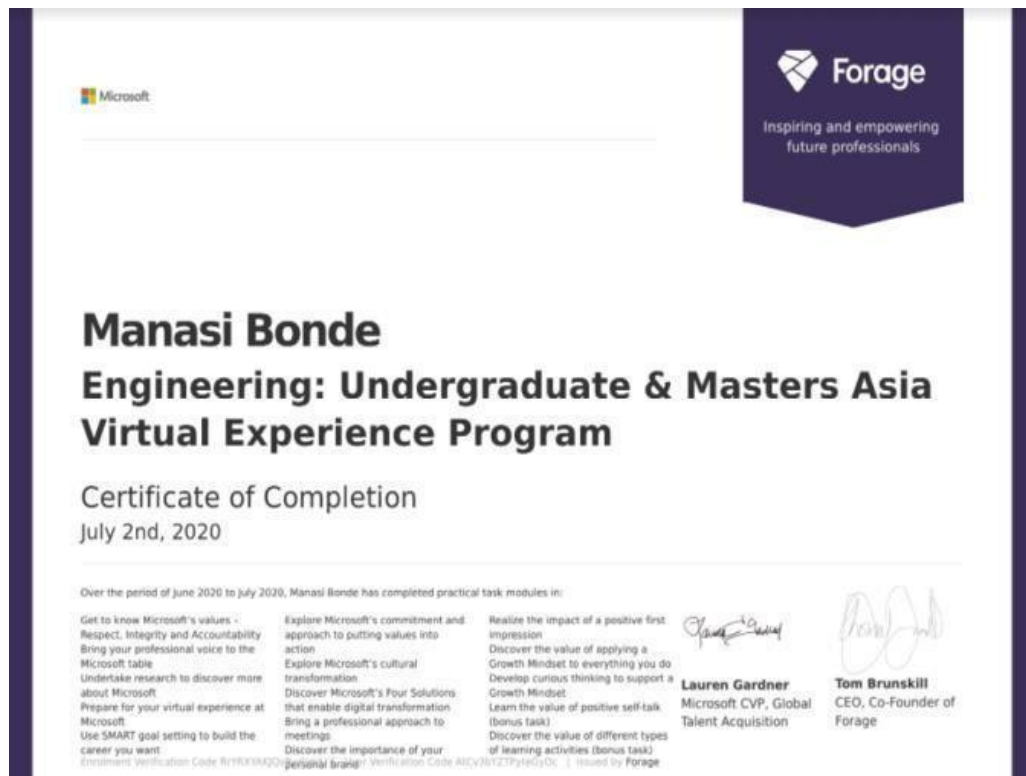 Microsoft
Forage
Inspiring and empowering
future professionals
Manasi Bonde
Engineering: Undergraduate & Masters Asia
Virtual Experience Program
Certificate of Completion
July 2nd, 2020
Over the period of June 2020 to July 2020, Manasi Bonde has completed practical task modules in:
Get to know Microsoft's values -
Respect, Integrity and Accountability
Bring your professional voice to the
Microsoft table
Undertake research to discover more
about Microsoft
Prepare for your virtual experience at
Microsoft
Use SMART goal setting to build the
career you want
Explore Microsoft's commitment and
approach to putting values into
action
Explore Microsoft's cultural
transformation
Discover Microsoft's Four Solutions
that enable digital transformation
Bring a professional approach to
meetings
Discover the importance of your
personal brand
Realize the impact of a positive first
impression
Discover the value of applying a
Growth Mindset to everything you do
Develop curious thinking to support a
Growth Mindset
Learn the value of positive self-talk
(bonus task)
Discover the value of different types
of learning activities (bonus task)
Lauren Gardner
Microsoft CVP, Global
Talent Acquisition
Tom Brunskill
CEO, Co-Founder of
Forage
Enrolment Verification Code Verification Code | Issued by Forage